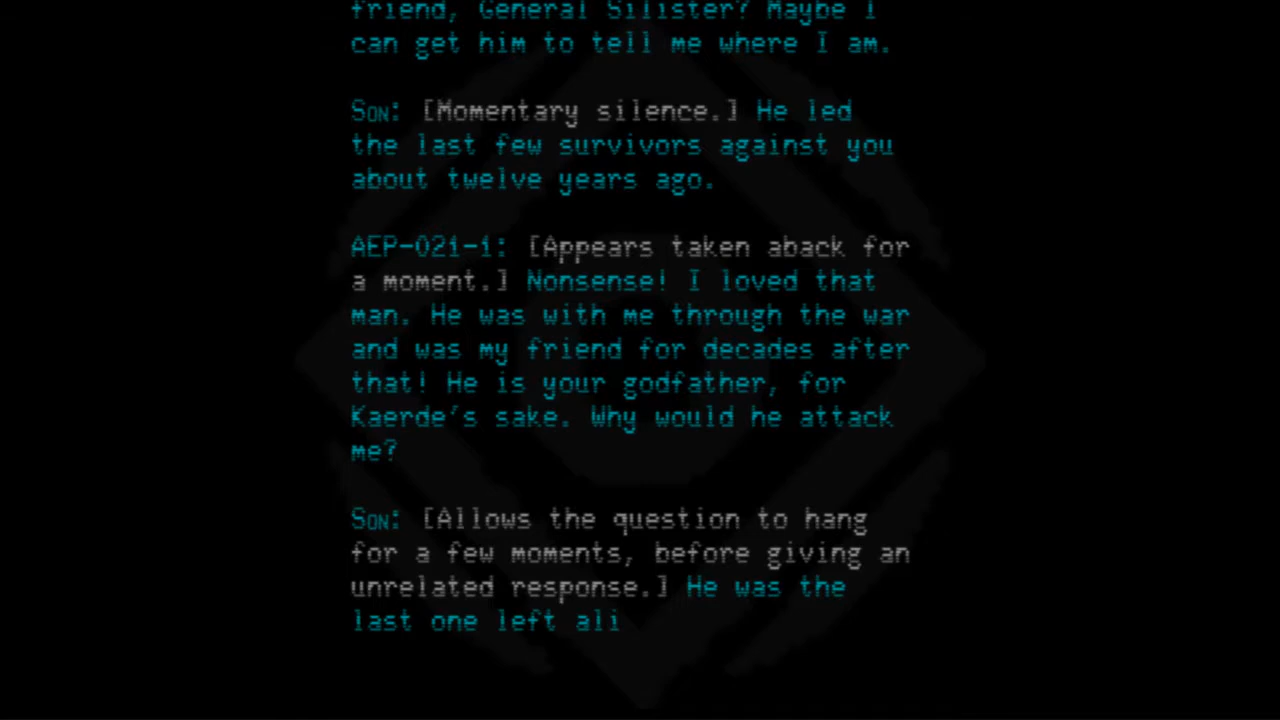 friend, General Silister? Maybe I
can get him to tell me where I am.
Son: [Momentary silence.] He led
the last few survivors against you
about twelve years ago.
AEP-021-1: [Appears taken aback for
a moment.] Nonsense! I loved that
man. He was with me through the war
and was my friend for decades after
that! He is your godfather, for
Kaerde's sake. Why would he attack
me?
Son: [Allows the question to hang
for a few moments, before giving an
unrelated response.] He was the
last one left ali